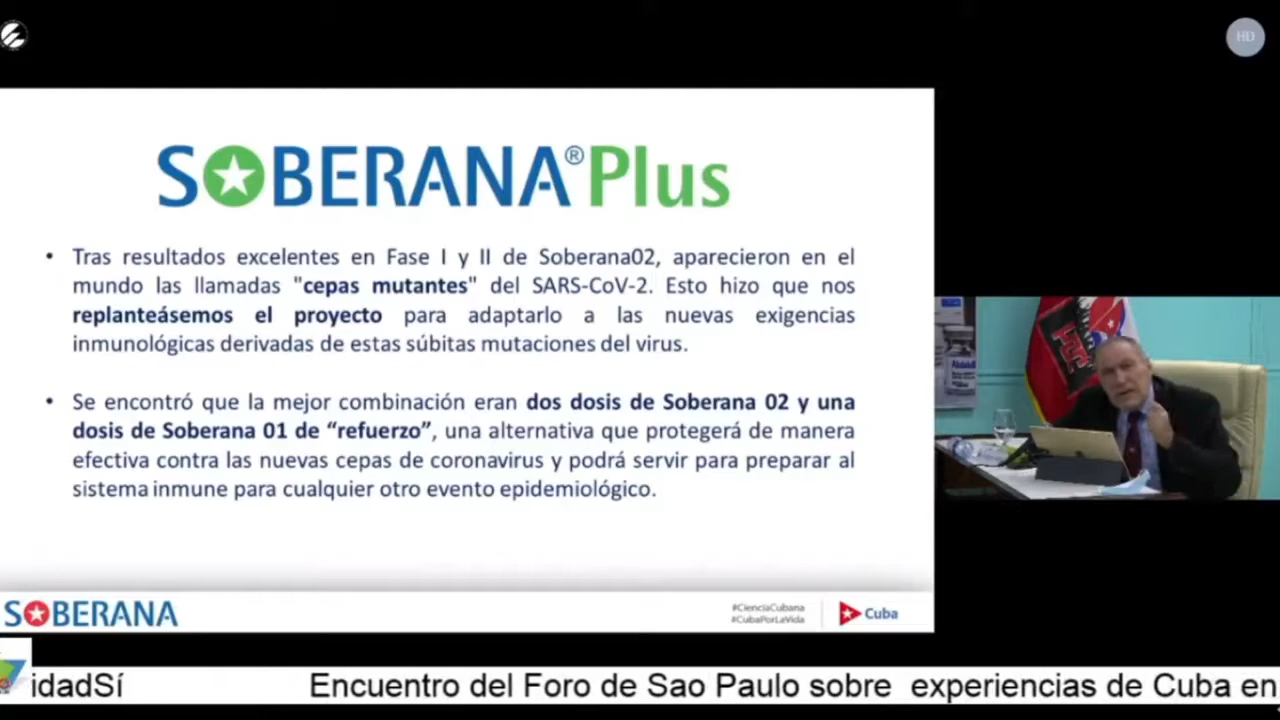 HD
SOBERANA®Plus
• Tras resultados excelentes en Fase I y II de Soberana02, aparecieron en el
mundo las llamadas "cepas mutantes" del SARS-CoV-2. Esto hizo que nos
replanteásemos el proyecto para adaptarlo a las nuevas exigencias
inmunológicas derivadas de estas súbitas mutaciones del virus.
• Se encontró que la mejor combinación eran dos dosis de Soberana 02 y una
dosis de Soberana 01 de “refuerzo”, una alternativa que protegerá de manera
efectiva contra las nuevas cepas de coronavirus y podrá servir para preparar al
sistema inmune para cualquier otro evento epidemiológico.
SOBERANA
#CienciaCubana
#CubaPorLaVida
Cuba
idadSí Encuentro del Foro de Sao Paulo sobre experiencias de Cuba en